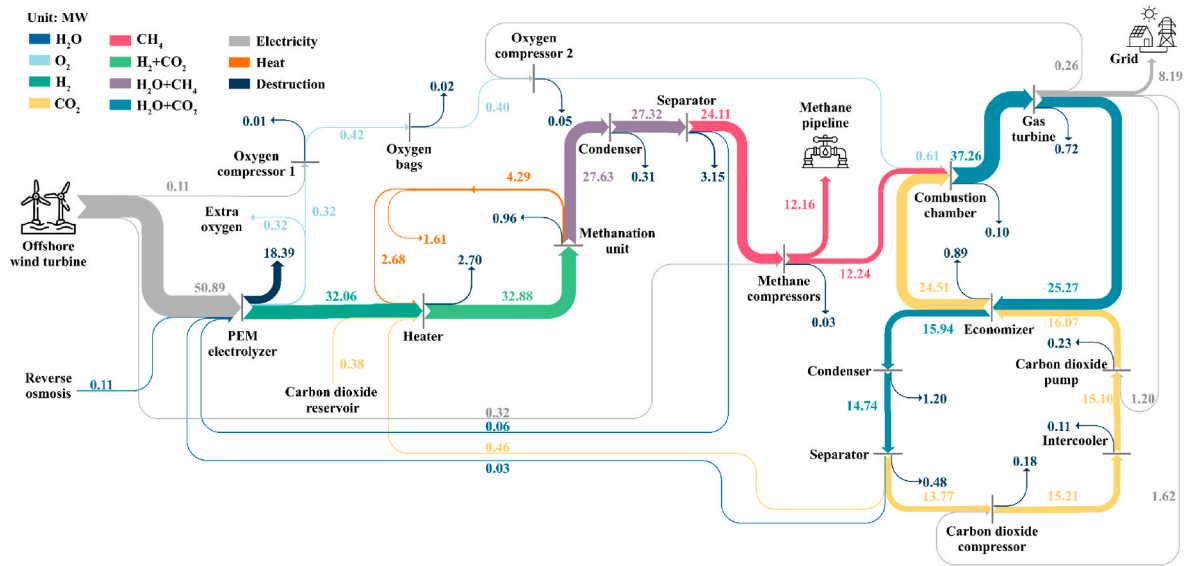 Unit: MW
H₂O
O₂
H₂
CO₂
CH₄
H₂+CO₂
H₂O+CH₄
H₂O+CO₂
Electricity
Heat
Destruction
Oxygen
compressor 2
0.26
Grid
8.19
0.02
0.40
0.05
0.01
0.42
Oxygen
bags
Oxygen
compressor 1
27.32
Separator
24.11
Condenser
27.63
0.31
3.15
Methane
pipeline
Gas
turbine
0.72
0.61
37.26
Combustion
chamber
0.10
0.11
Offshore
wind turbine
Extra
oxygen
0.32
0.32
4.29
0.96
Methanation
unit
1.61
2.68
12.16
12.24
Methane
compressors
0.03
18.39
50.89
PEM
electrolyzer
32.06
2.70
Heater
32.88
0.89
24.51
25.27
Economizer
15.94
16.07
0.23
Carbon dioxide
pump
Condenser
1.20
15.10
1.20
Reverse
osmosis
0.11
0.38
Carbon dioxide
reservoir
0.32
0.06
0.46
0.03
14.74
0.11
Intercooler
Separator
0.48
0.18
13.77
15.21
1.62
Carbon dioxide
compressor